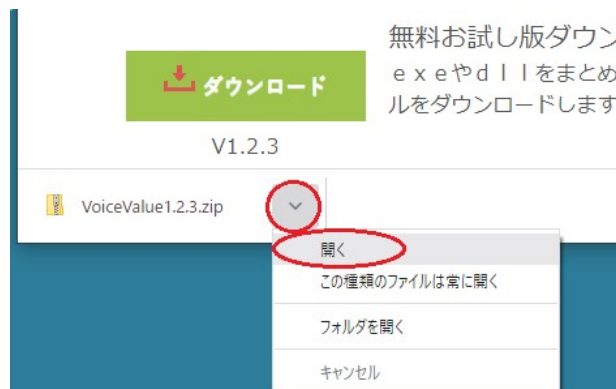 無料お試し版ダウン
ダウンロード
ｅｘｅやｄｌｌをまとめ
ルをダウンロードします
V1.2.3
VoiceValue1.2.3.zip
開く
この種類のファイルは常に開く
フォルダを開く
キャンセル